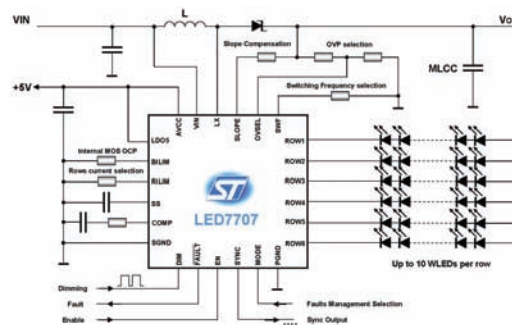 VIN
L
Vo
Slope Compensation
OVP selection
MLCC
Switching Frequency selection
+5V
AVCC
VIN
LX
SLOPE
OVSEL
SWF
LDO5
Internal MOS OCP
BILIM
Rows current selection
RILIM
SS
COMP
SGND
ST
LED7707
ROW1
ROW2
ROW3
ROW4
ROW5
ROW6
DIM
FAULT
EN
SYNC
MODE
PGND
Up to 10 WLEDs per row
Dimming
Fault
Enable
Faults Management Selection
Sync Output